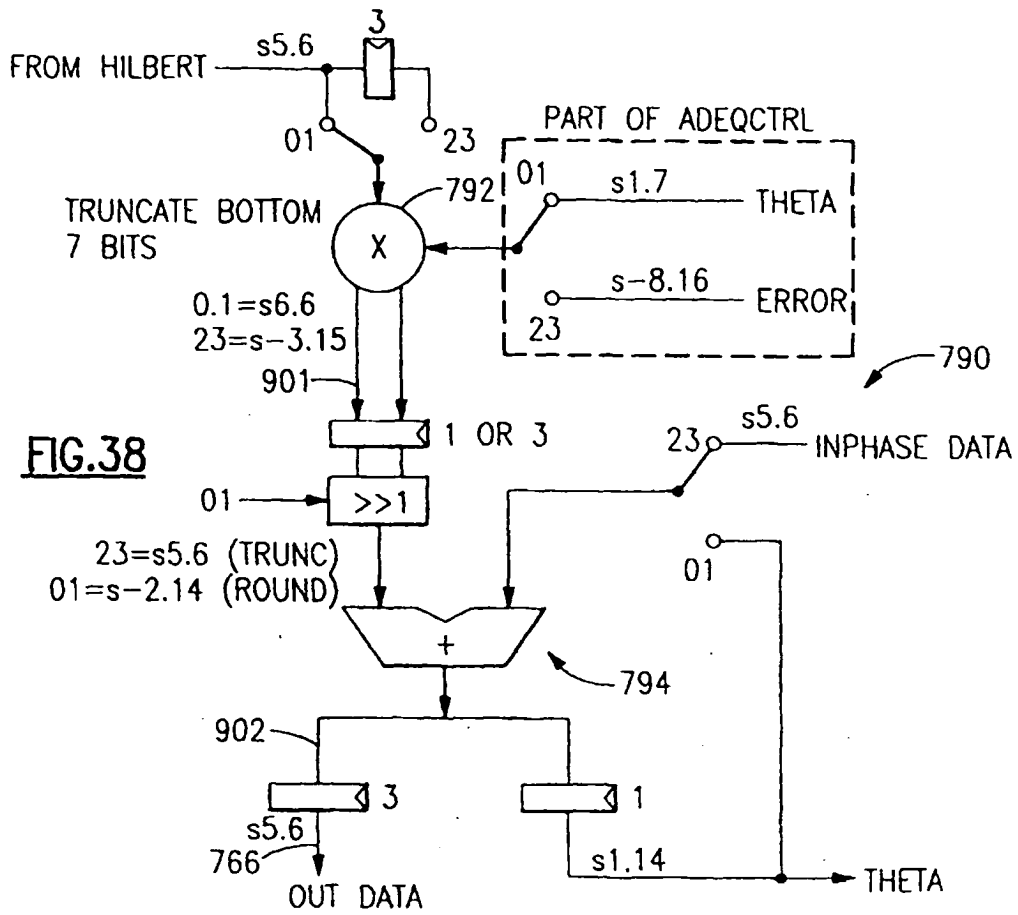 3
s5.6
FROM HILBERT
01
23
PART OF ADEQCTRL
01
s1.7
THETA
792
TRUNCATE BOTTOM
7 BITS
X
s-8.16
ERROR
23
0.1=s6.6
23=s-3.15
790
901
s5.6
23
INPHASE DATA
1 OR 3
FIG.38
01
>>1
01
23=s5.6 (TRUNC)
01=s-2.14 (ROUND)
+
794
902
3
1
s5.6
766
s1.14
THETA
OUT DATA